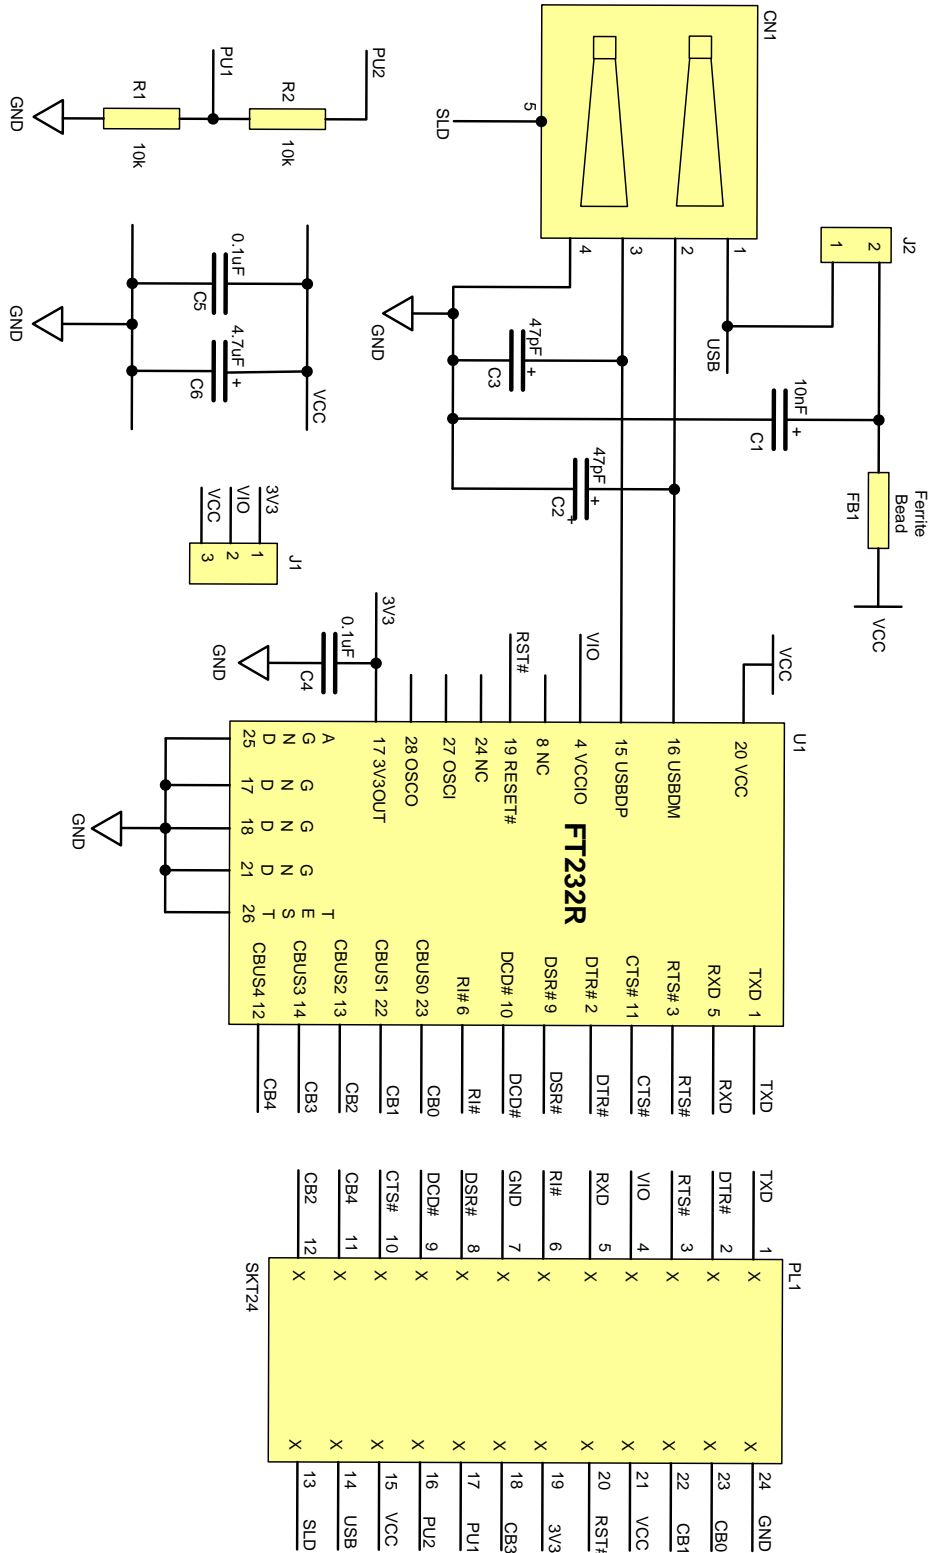 CN1
5
SLD
1
2
3
4
J2
2
1
USB
GND
47pF
+
C3
10nF
+
C1
47pF
+
C2
+
Ferrite
Bead
FB1
VCC
PU2
PU1
R2
R1
10k
10k
GND
0.1uF
C5
4.7uF
+
C6
VCC
GND
3V3
VIO
VCC
J1
1
2
3
3V3
0.1uF
C4
GND
VCC
U1
VIO
RST#
FT232R
20 VCC
16 USBDM
15 USBDP
4 VCCIO
8 NC
19 RESET#
24 NC
27 OSCI
28 OSCO
17 3V3OUT
AGND 25
GND 17
GND 18
GND 21
TEST 26
GND
TXD 1
RXD 5
RTS# 3
CTS# 11
DTR# 2
DSR# 9
DCD# 10
RI# 6
CBUS0 23
CBUS1 22
CBUS2 13
CBUS3 14
CBUS4 12
TXD
RXD
RTS#
CTS#
DTR#
DSR#
DCD#
RI#
CB0
CB1
CB2
CB3
CB4
PL1
SKT24
TXD 1 X X 24 GND
DTR# 2 X X 23 CB0
RTS# 3 X X 22 CB1
VIO 4 X X 21 VCC
RXD 5 X X 20 RST#
RI# 6 X X 19 3V3
GND 7 X X 18 CB3
DSR# 8 X X 17 PU1
DCD# 9 X X 16 PU2
CTS# 10 X X 15 VCC
CB4 11 X X 14 USB
CB2 12 X X 13 SLD